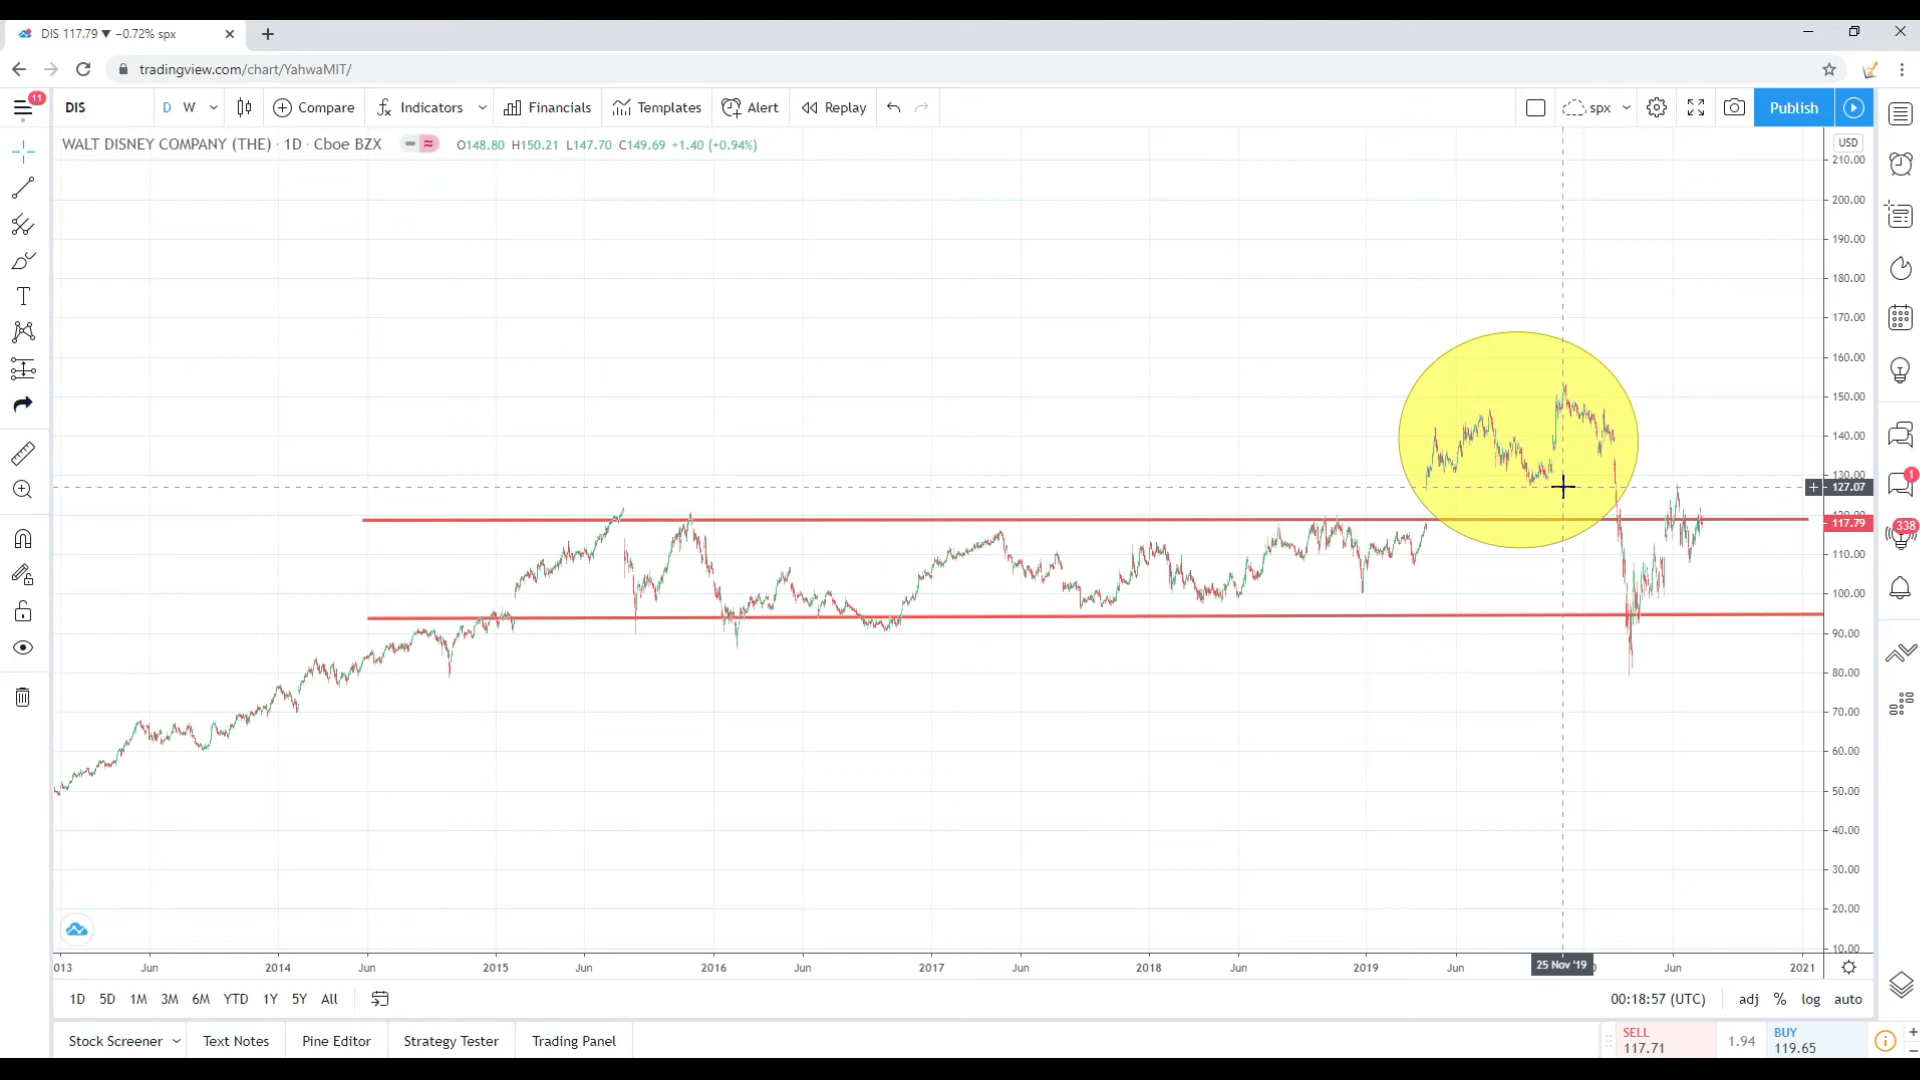 DIS 117.79 ▼ −0.72% spx
tradingview.com/chart/YahwaMIT/
11
DIS D W Compare Indicators Financials Templates Alert Replay spx Publish
WALT DISNEY COMPANY (THE) · 1D · Cboe BZX O148.80 H150.21 L147.70 C149.69 +1.40 (+0.94%)
USD
210.00
200.00
190.00
180.00
170.00
160.00
150.00
140.00
130.00
127.07
117.79
110.00
100.00
90.00
80.00
70.00
60.00
50.00
40.00
30.00
20.00
10.00
1
338
013 Jun 2014 Jun 2015 Jun 2016 Jun 2017 Jun 2018 Jun 2019 Jun 25 Nov '19 Jun 2021
1D 5D 1M 3M 6M YTD 1Y 5Y All 00:18:57 (UTC) adj % log auto
Stock Screener Text Notes Pine Editor Strategy Tester Trading Panel
SELL
117.71
1.94
BUY
119.65